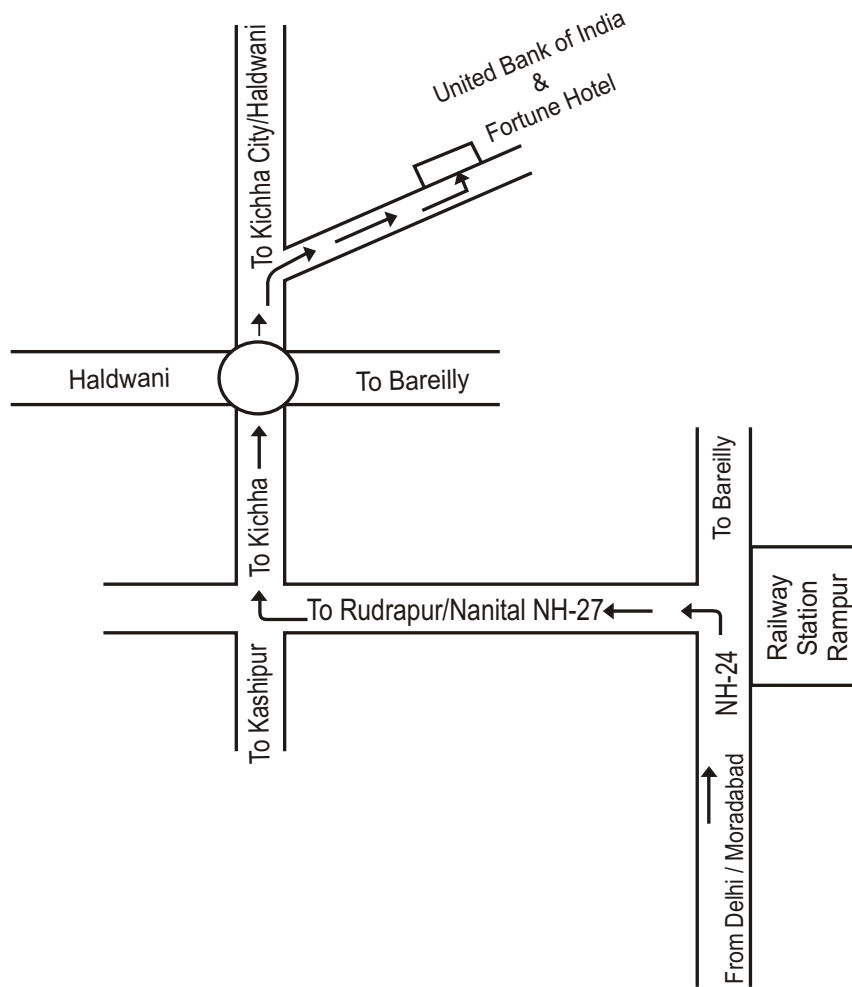 United Bank of India
&
Fortune Hotel
To Kichha City/Haldwani
Haldwani
To Bareilly
To Kichha
To Bareilly
To Rudrapur/Nanital NH-27
Railway
Station
Rampur
To Kashipur
NH-24
From Delhi / Moradabad